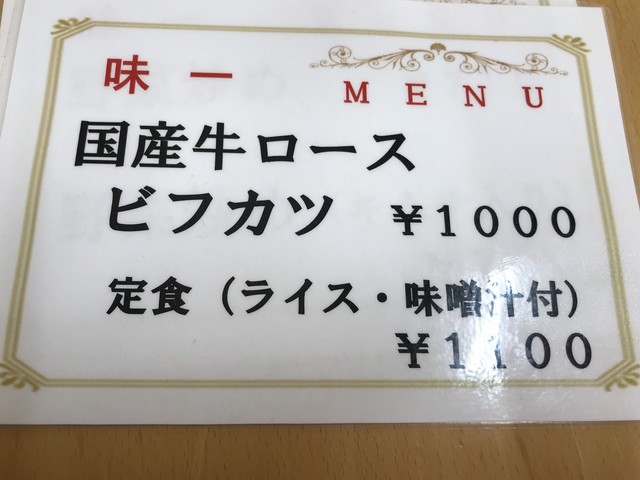 味一
MENU
国産牛ロース
ビフカツ ￥1000
定食（ライス・味噌汁付）
￥1100